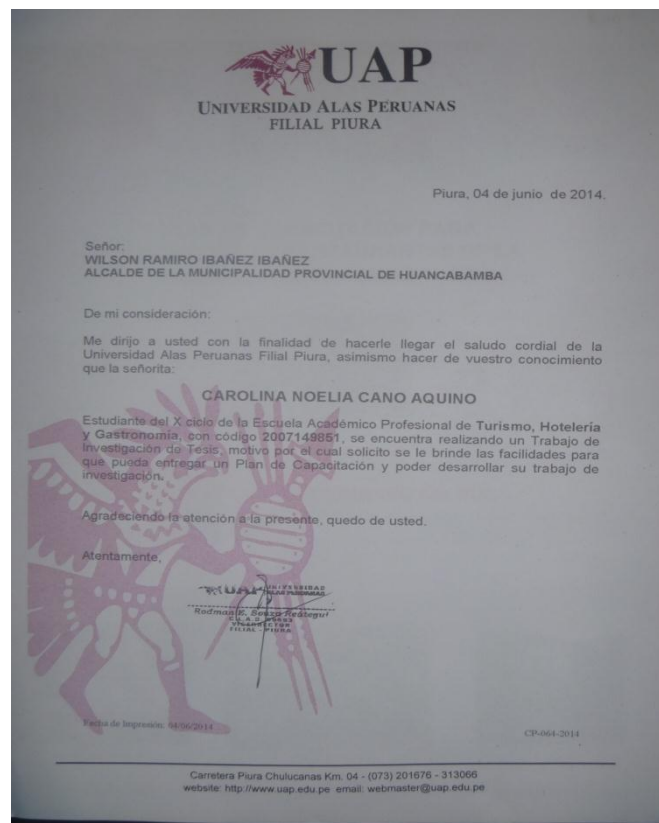 UAP
UNIVERSIDAD ALAS PERUANAS
FILIAL PIURA
Piura, 04 de junio de 2014.
Señor:
WILSON RAMIRO IBAÑEZ IBAÑEZ
ALCALDE DE LA MUNICIPALIDAD PROVINCIAL DE HUANCABAMBA
De mi consideración:
Me dirijo a usted con la finalidad de hacerle llegar el saludo cordial de la
Universidad Alas Peruanas Filial Piura, asimismo hacer de vuestro conocimiento
que la señorita:
CAROLINA NOELIA CANO AQUINO
Estudiante del X ciclo de la Escuela Académico Profesional de Turismo, Hotelería
y Gastronomía, con código 2007149851, se encuentra realizando un Trabajo de
Investigación de Tesis, motivo por el cual solicito se le brinde las facilidades para
que pueda entregar un Plan de Capacitación y poder desarrollar su trabajo de
investigación.
Agradeciendo la atención a la presente, quedo de usted.
Atentamente,
UAP UNIVERSIDAD
ALAS PERUANAS
FILIAL - PIURA
Fecha de Impresión: 04/06/2014
CP-064-2014
Carretera Piura Chulucanas Km. 04 - (073) 201676 - 313066
website: http://www.uap.edu.pe email: webmaster@uap.edu.pe